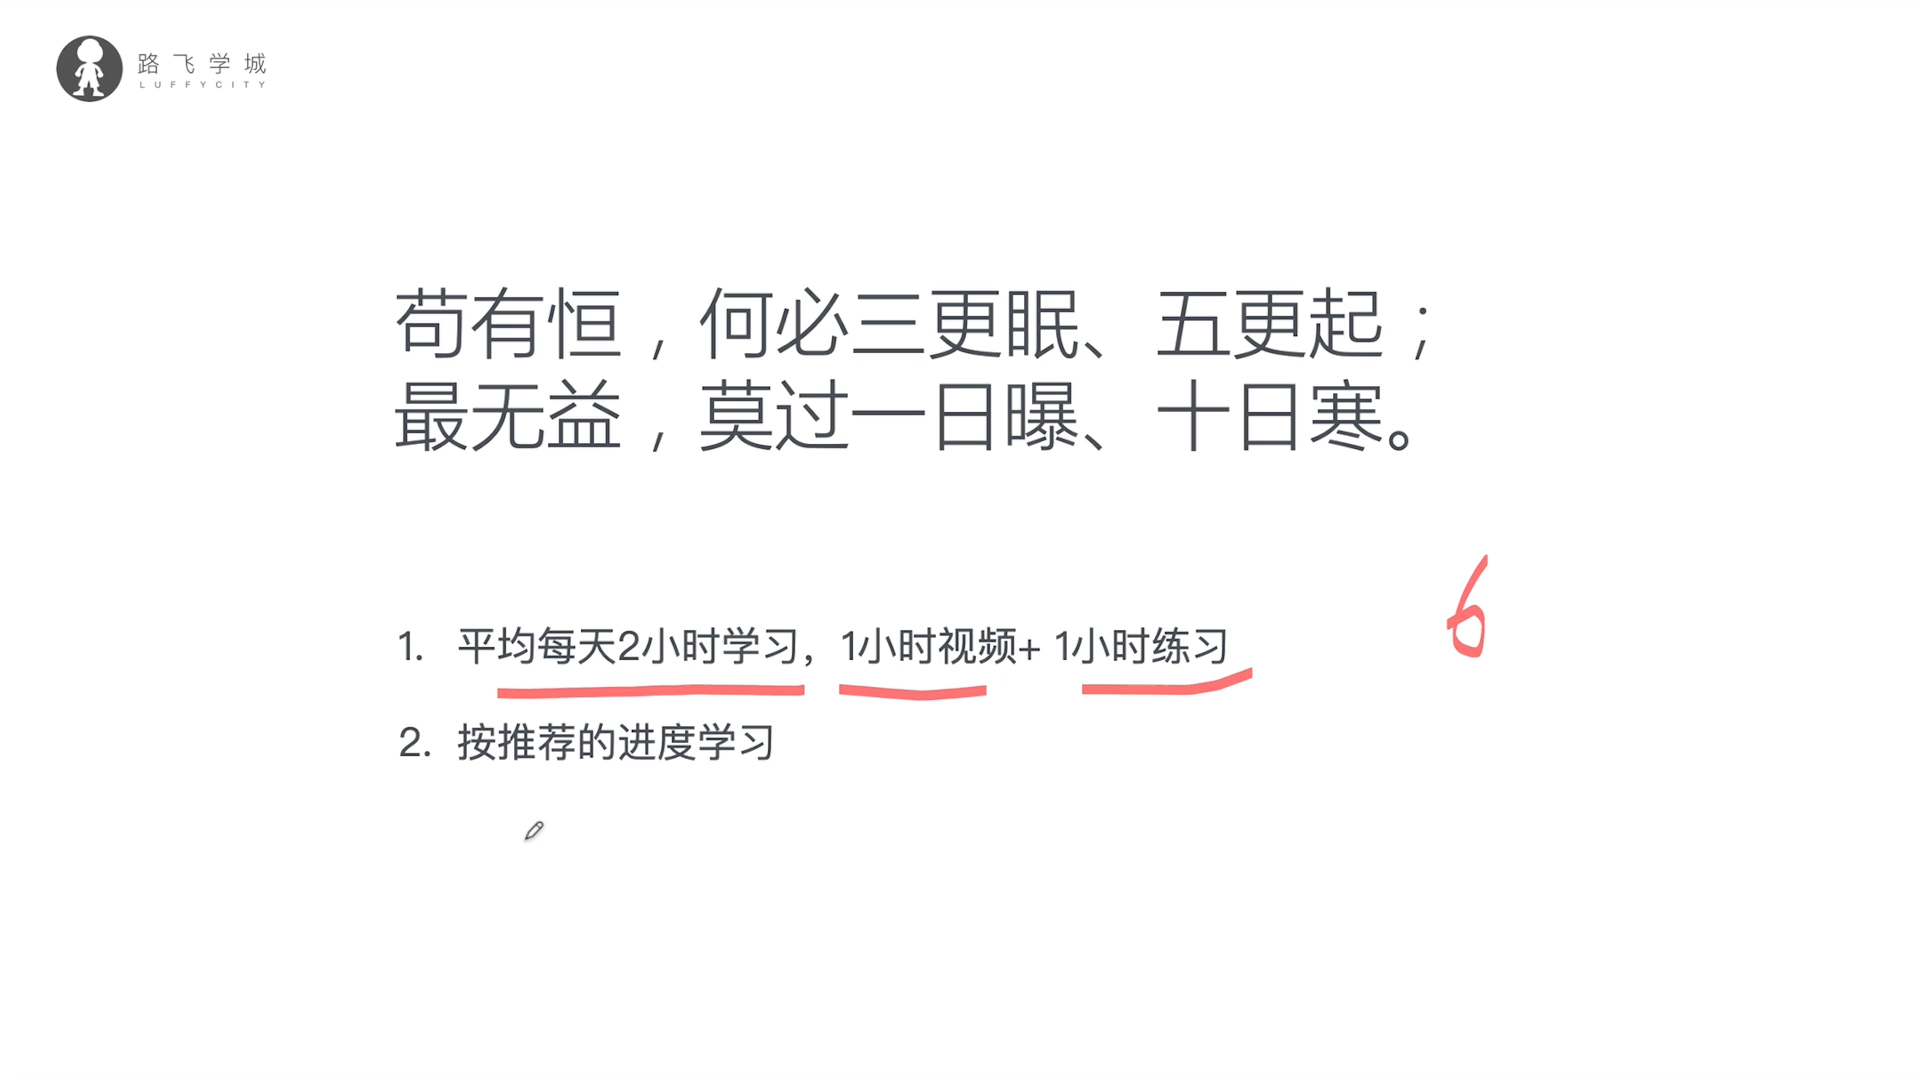 路飞学城
LUFFYCITY
苟有恒，何必三更眠、五更起；
最无益，莫过一日曝、十日寒。
6
1. 平均每天2小时学习，1小时视频+ 1小时练习
2. 按推荐的进度学习